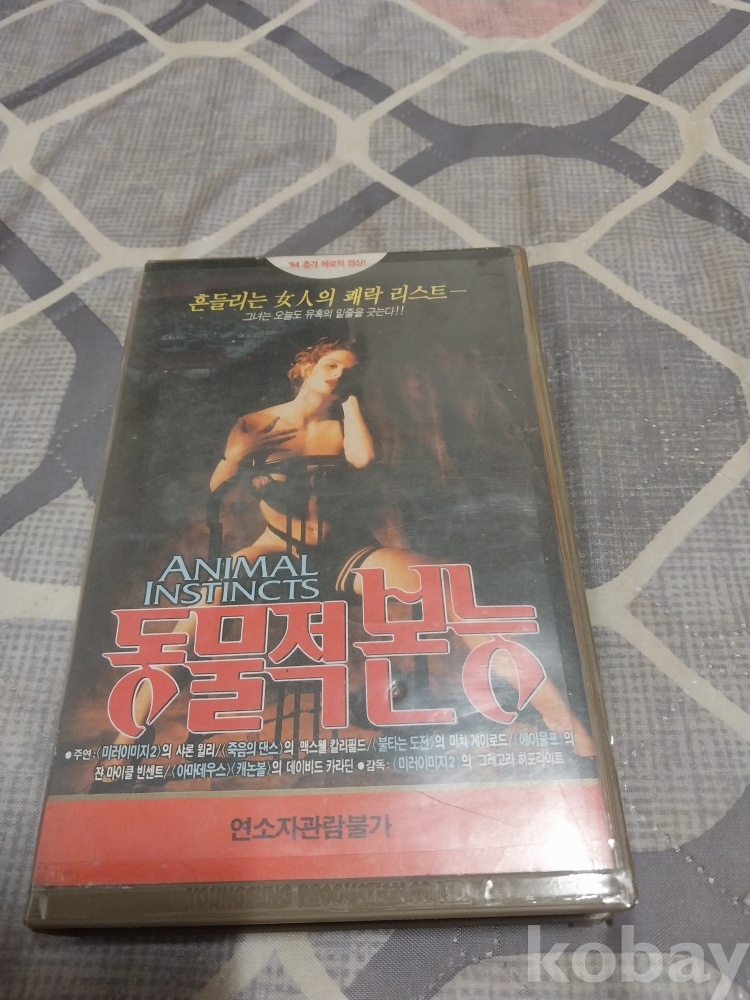 '94 충격 에로틱 영상!
흔들리는 女人의 쾌락 리스트ー
그녀는 오늘도 유혹의 밑줄을 긋는다!!
ANIMAL
INSTINCTS
동물적본능
●주연:〈미러이미지2〉의 샤론 윌리/〈죽음의 댄스〉의 맥스웰 칼리필드/〈불타는 도전〉의 미차 게이로드/〈에어울프〉의
잔 마이클 빈센트/〈아마데우스〉〈캐논볼〉의 데이비드 카라딘 ●감독:〈미러이미지2〉의 그레고리 히포라이트
연소자관람불가
kobay